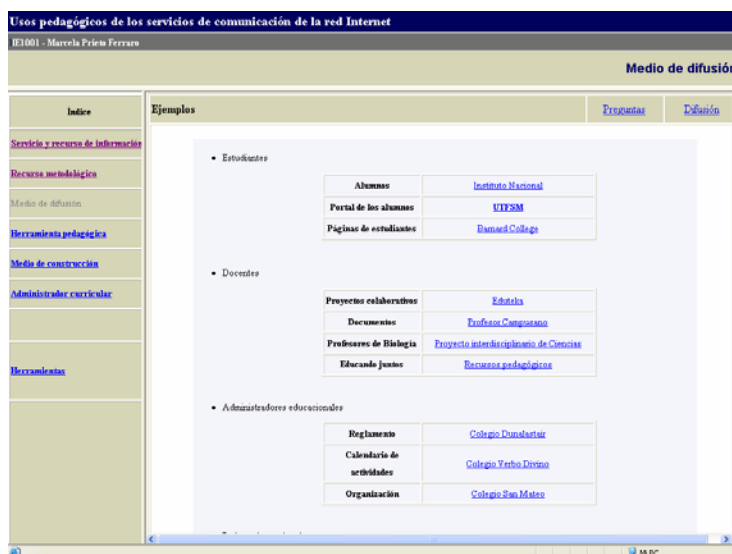 Usos pedagógicos de los servicios de comunicación de la red Internet
IE1001 - Marcela Prieto Ferraro
Medio de difusión
Índice
Ejemplos
Preguntas
Difusión
Servicio y recurso de información
Recurso metodológico
Medio de difusión
Herramienta pedagógica
Medio de construcción
Administrador curricular
Herramientas
• Estudiantes
Alumnos Instituto Nacional
Portal de los alumnos UTFSM
Páginas de estudiantes Barnard College
• Docentes
Proyectos colaborativos Eduteka
Documentos Profesor Campusano
Profesores de Biología Proyecto interdisciplinario de Ciencias
Educando juntos Recursos pedagógicos
• Administradores educacionales
Reglamento Colegio Dunalastair
Calendario de
actividades Colegio Verbo Divino
Organización Colegio San Mateo
Mi PC